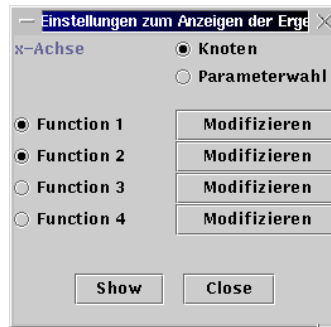 Einstellungen zum Anzeigen der Erge
x-Achse
Knoten
Parameterwahl
Function 1 Modifizieren
Function 2 Modifizieren
Function 3 Modifizieren
Function 4 Modifizieren
Show Close